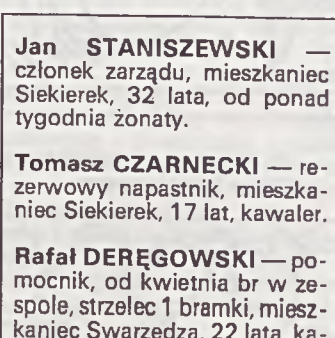 Jan STANISZEWSKI —
członek zarządu, mieszkaniec
Siekierek, 32 lata, od ponad
tygodnia żonaty.
Tomasz CZARNECKI — re-
zerwowy napastnik, mieszka-
niec Siekierek, 17 lat, kawaler.
Rafał DERĘGOWSKI — po-
mocnik, od kwietnia br w ze-
spole, strzelec 1 bramki, miesz-
kaniec Swarzędza, 22 lata, ka-